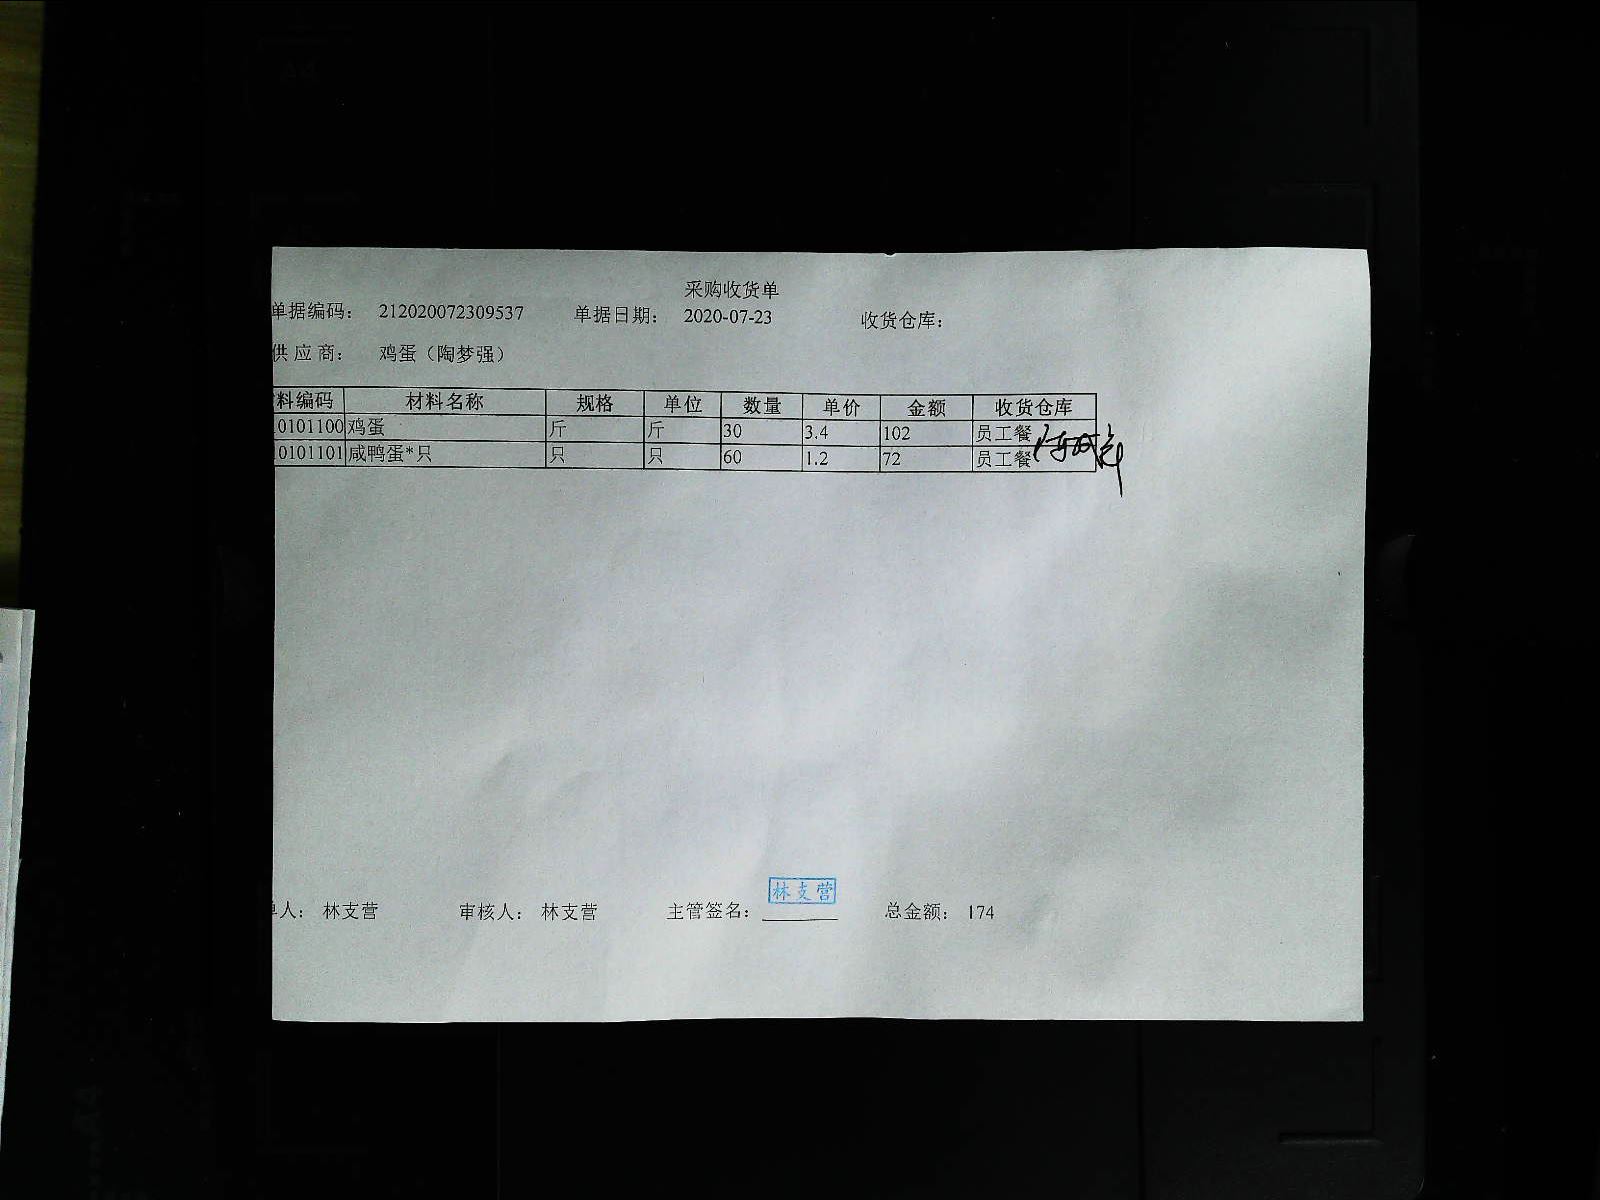 采购收货单
单据编码： 212020072309537 单据日期： 2020-07-23 收货仓库：
供应商： 鸡蛋（陶梦强）
料编码 材料名称 规格 单位 数量 单价 金额 收货仓库
0101100 鸡蛋 斤 斤 30 3.4 102 员工餐
0101101 咸鸭蛋*只 只 只 60 1.2 72 员工餐
林支营
单人： 林支营 审核人： 林支营 主管签名： 总金额： 174